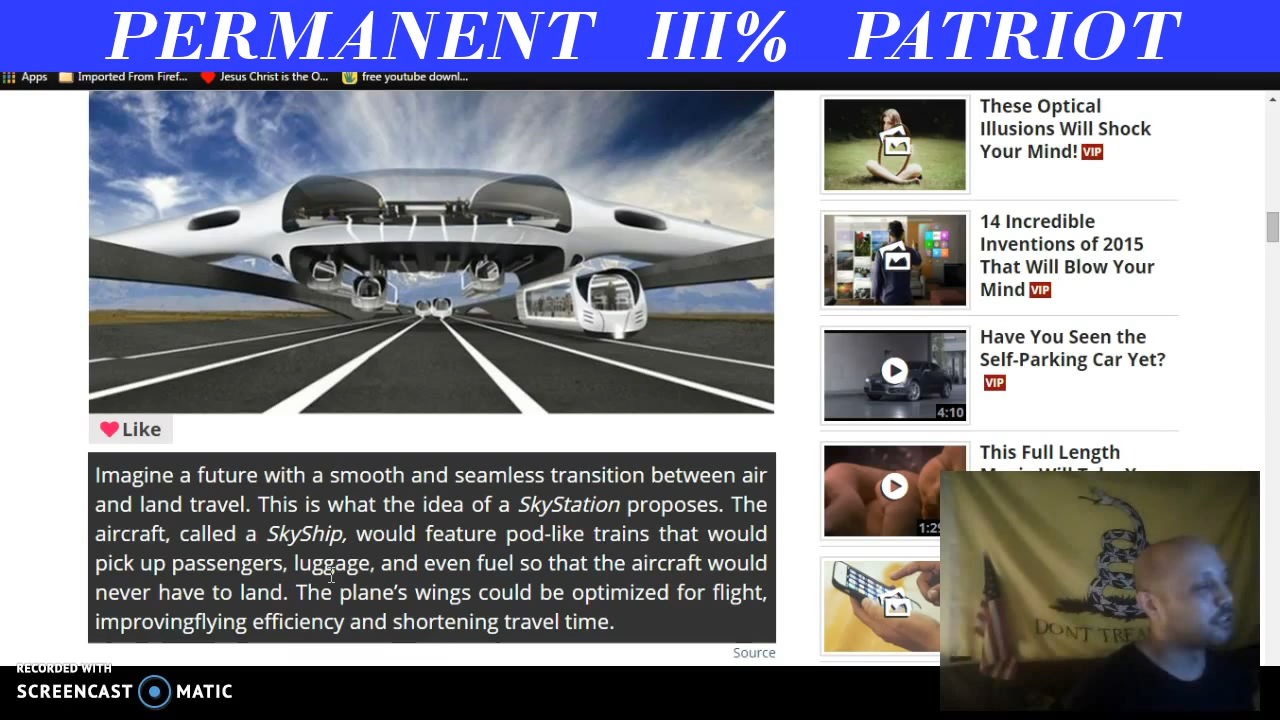 PERMANENT III% PATRIOT
Apps Imported From Firef... Jesus Christ is the O... free youtube downl...
These Optical
Illusions Will Shock
Your Mind! VIP
14 Incredible
Inventions of 2015
That Will Blow Your
Mind VIP
Have You Seen the
Self-Parking Car Yet?
VIP
4:10
This Full Length
Like
Imagine a future with a smooth and seamless transition between air
and land travel. This is what the idea of a SkyStation proposes. The
aircraft, called a SkyShip, would feature pod-like trains that would
pick up passengers, luggage, and even fuel so that the aircraft would
never have to land. The plane's wings could be optimized for flight,
improvingflying efficiency and shortening travel time.
Source
DONT
RECORDED WITH
SCREENCAST MATIC